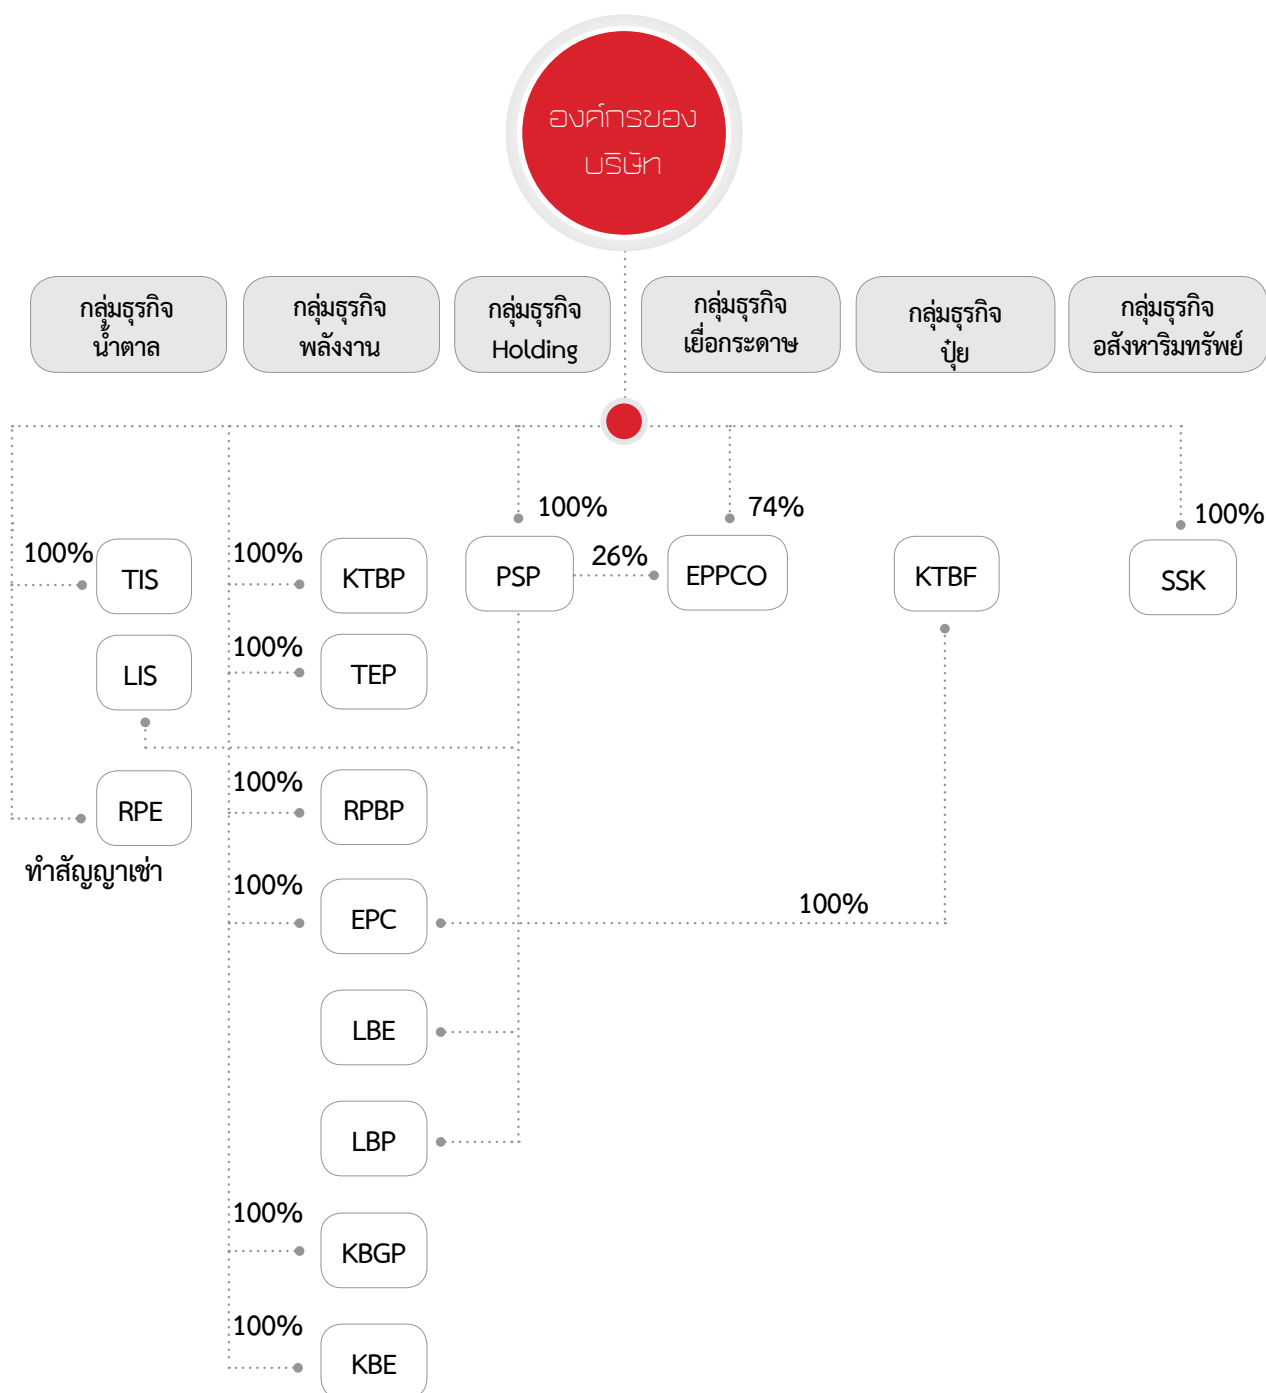 องค์กรของ
บริษัท
กลุ่มธุรกิจ
น้ำตาล
กลุ่มธุรกิจ
พลังงาน
กลุ่มธุรกิจ
Holding
กลุ่มธุรกิจ
เยื่อกระดาษ
กลุ่มธุรกิจ
ปุ๋ย
กลุ่มธุรกิจ
อสังหาริมทรัพย์
100%
74%
100%
100%
TIS
100%
KTBP
PSP
26%
EPPCO
KTBF
SSK
LIS
100%
TEP
RPE
ทำสัญญาเช่า
100%
RPBP
100%
EPC
100%
LBE
LBP
100%
KBGP
100%
KBE